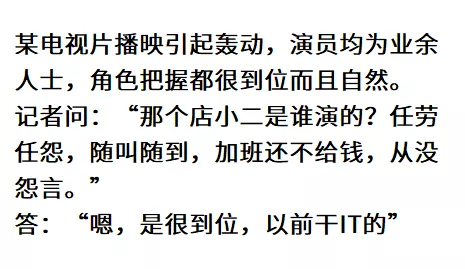 某电视片播映引起轰动，演员均为业余
人士，角色把握都很到位而且自然。
记者问：“那个店小二是谁演的？任劳
任怨，随叫随到，加班还不给钱，从没
怨言。”
答：“嗯，是很到位，以前干IT的”